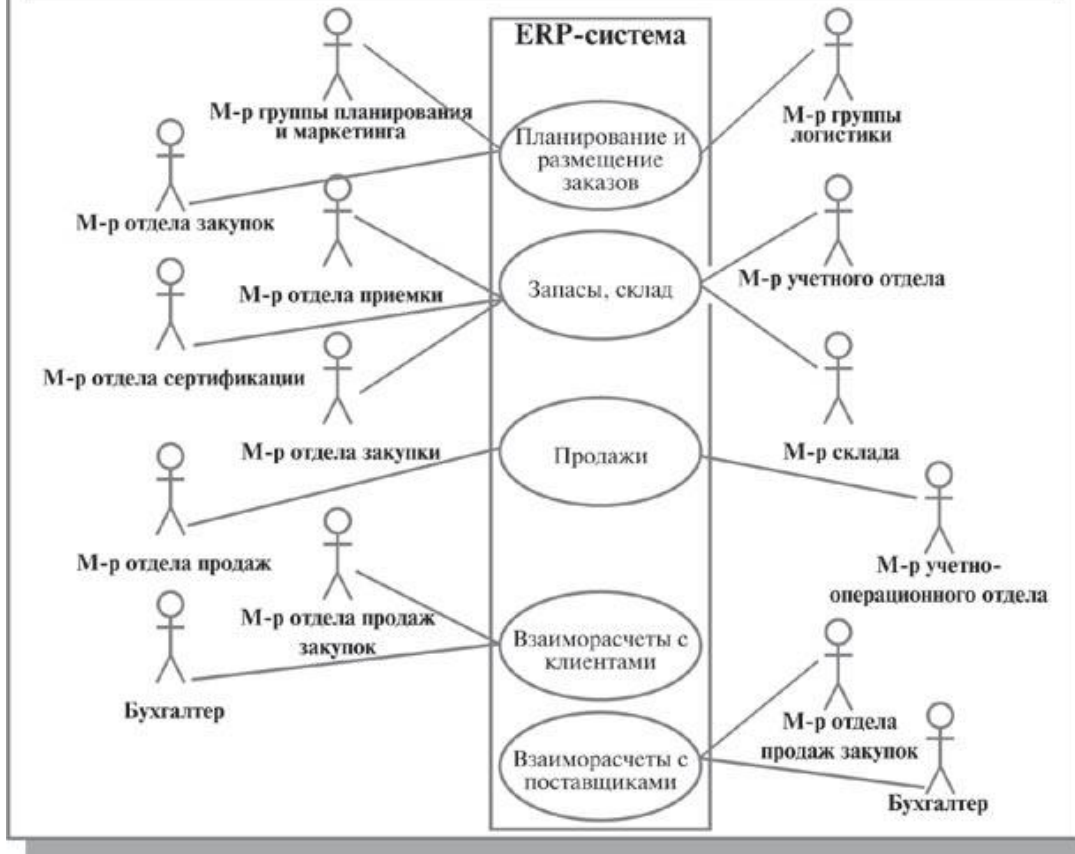 ERP-система
М-р группы планирования
и маркетинга
М-р группы
логистики
Планирование и
размещение
заказов
М-р отдела закупок
М-р отдела приемки
Запасы, склад
М-р учетного отдела
М-р отдела сертификации
М-р отдела закупки
Продажи
М-р склада
М-р отдела продаж
М-р учетно-
операционного отдела
М-р отдела продаж
закупок
Взаиморасчеты с
клиентами
Бухгалтер
М-р отдела
продаж закупок
Взаиморасчеты с
поставщиками
Бухгалтер